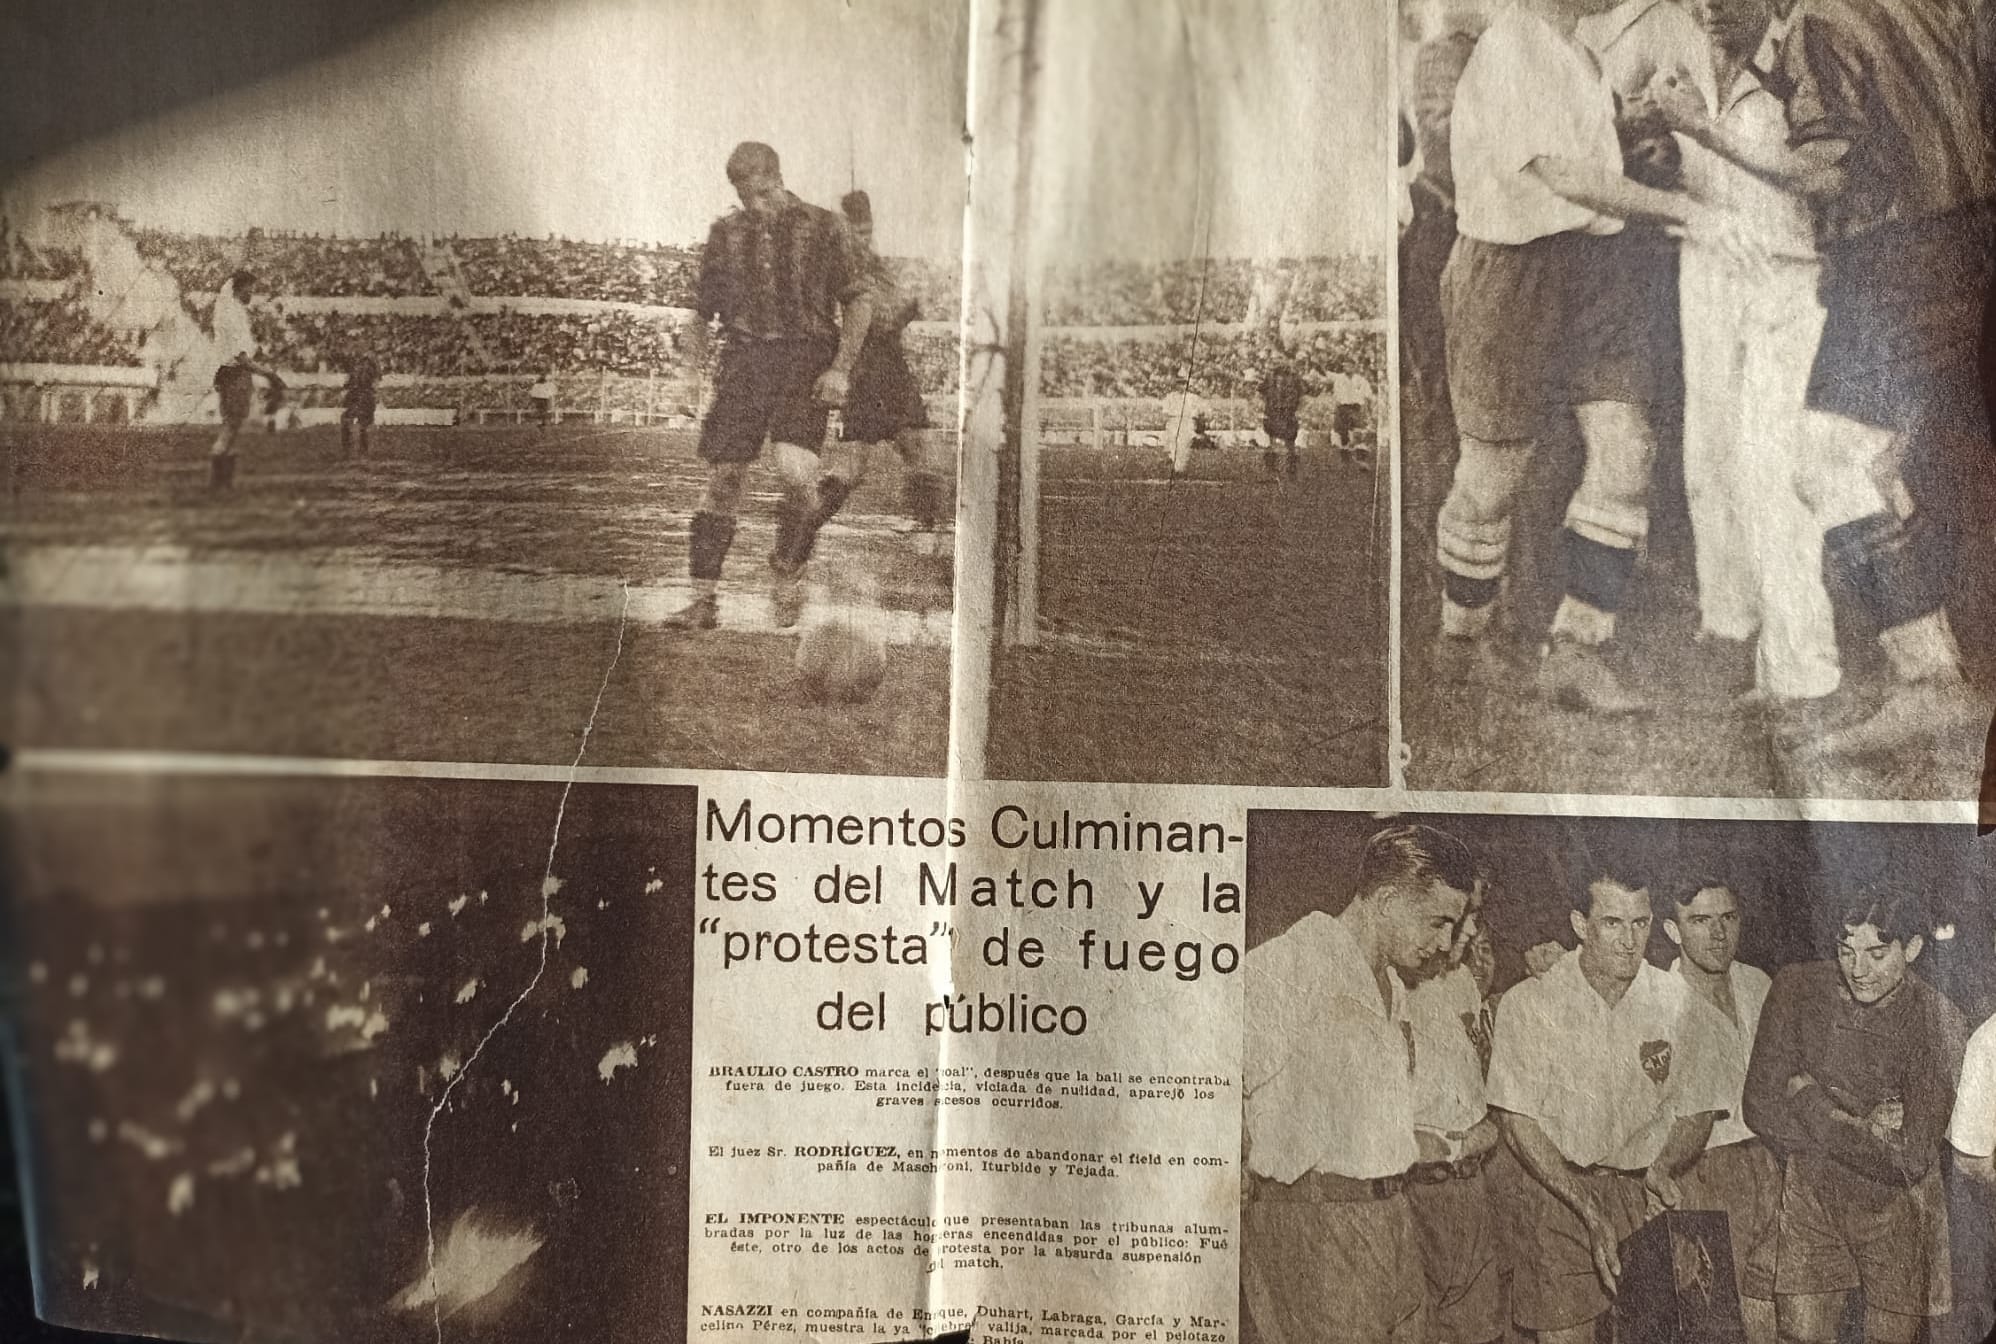 Momentos Culminan-
tes del Match y la
"protesta" de fuego
del público
BRAULIO CASTRO marca el "goal", después que la ball se encontraba
fuera de juego. Esta incidencia, viciada de nulidad, aparejó los
graves sucesos ocurridos.
El juez Sr. RODRÍGUEZ, en momentos de abandonar el field en com-
pañía de Mascheroni, Iturbide y Tejada.
EL IMPONENTE espectáculo que presentaban las tribunas alum-
bradas por la luz de las hogueras encendidas por el público: Fué
éste, otro de los actos de protesta por la absurda suspensión
del match.
NASAZZI en compañía de Enrique, Duhart, Labraga, García y Mar-
celino Pérez, muestra la ya "célebre" valija, marcada por el pelotazo
Bahía
CNDF